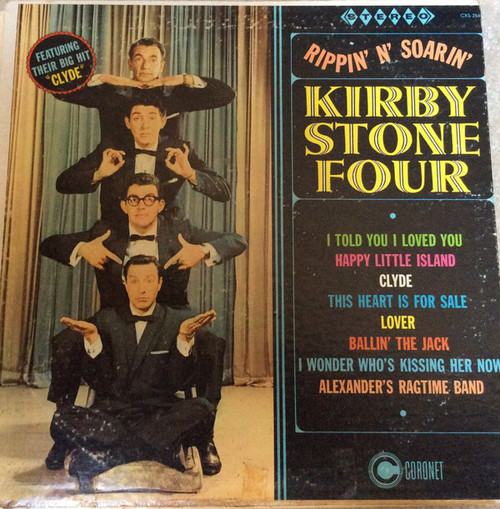 STEREO
FEATURING
THEIR BIG HIT
"CLYDE"
RIPPIN' N' SOARIN'
KIRBY
STONE
FOUR
I TOLD YOU I LOVED YOU
HAPPY LITTLE ISLAND
CLYDE
THIS HEART IS FOR SALE
LOVER
BALLIN' THE JACK
I WONDER WHO'S KISSING HER NOW
ALEXANDER'S RAGTIME BAND
CORONET